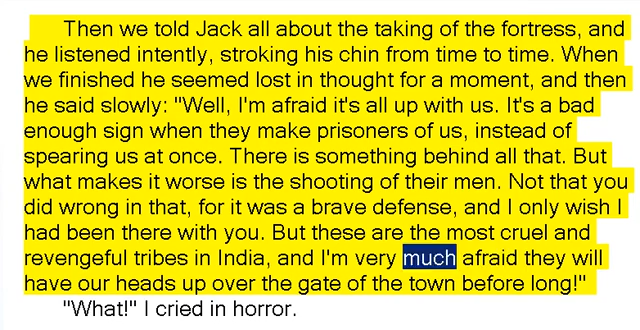 Then we told Jack all about the taking of the fortress, and
he listened intently, stroking his chin from time to time. When
we finished he seemed lost in thought for a moment, and then
he said slowly: "Well, I'm afraid it's all up with us. It's a bad
enough sign when they make prisoners of us, instead of
spearing us at once. There is something behind all that. But
what makes it worse is the shooting of their men. Not that you
did wrong in that, for it was a brave defense, and I only wish I
had been there with you. But these are the most cruel and
revengeful tribes in India, and I'm very much afraid they will
have our heads up over the gate of the town before long!"
"What!" I cried in horror.